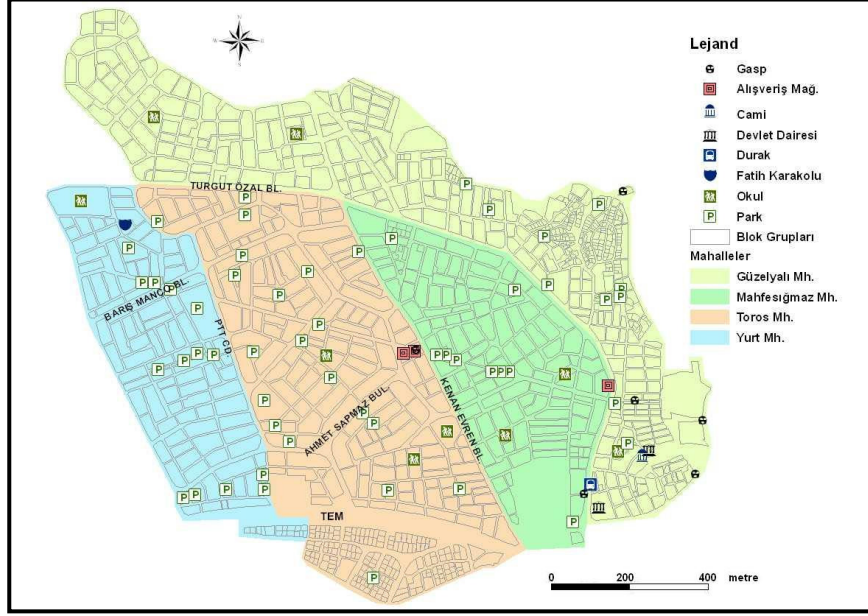 Lejand
Gasp
Alışveriş Mağ.
Cami
Devlet Dairesi
Durak
Fatih Karakolu
Okul
Park
Blok Grupları
Mahalleler
Güzelyalı Mh.
Mahfesığmaz Mh.
Toros Mh.
Yurt Mh.
TURGUT ÖZAL BL.
BARIŞ MANÇO BL.
PTT CD.
AHMET SAPMAZ BUL.
KENAN EVREN BL.
TEM
0 200 400 metre